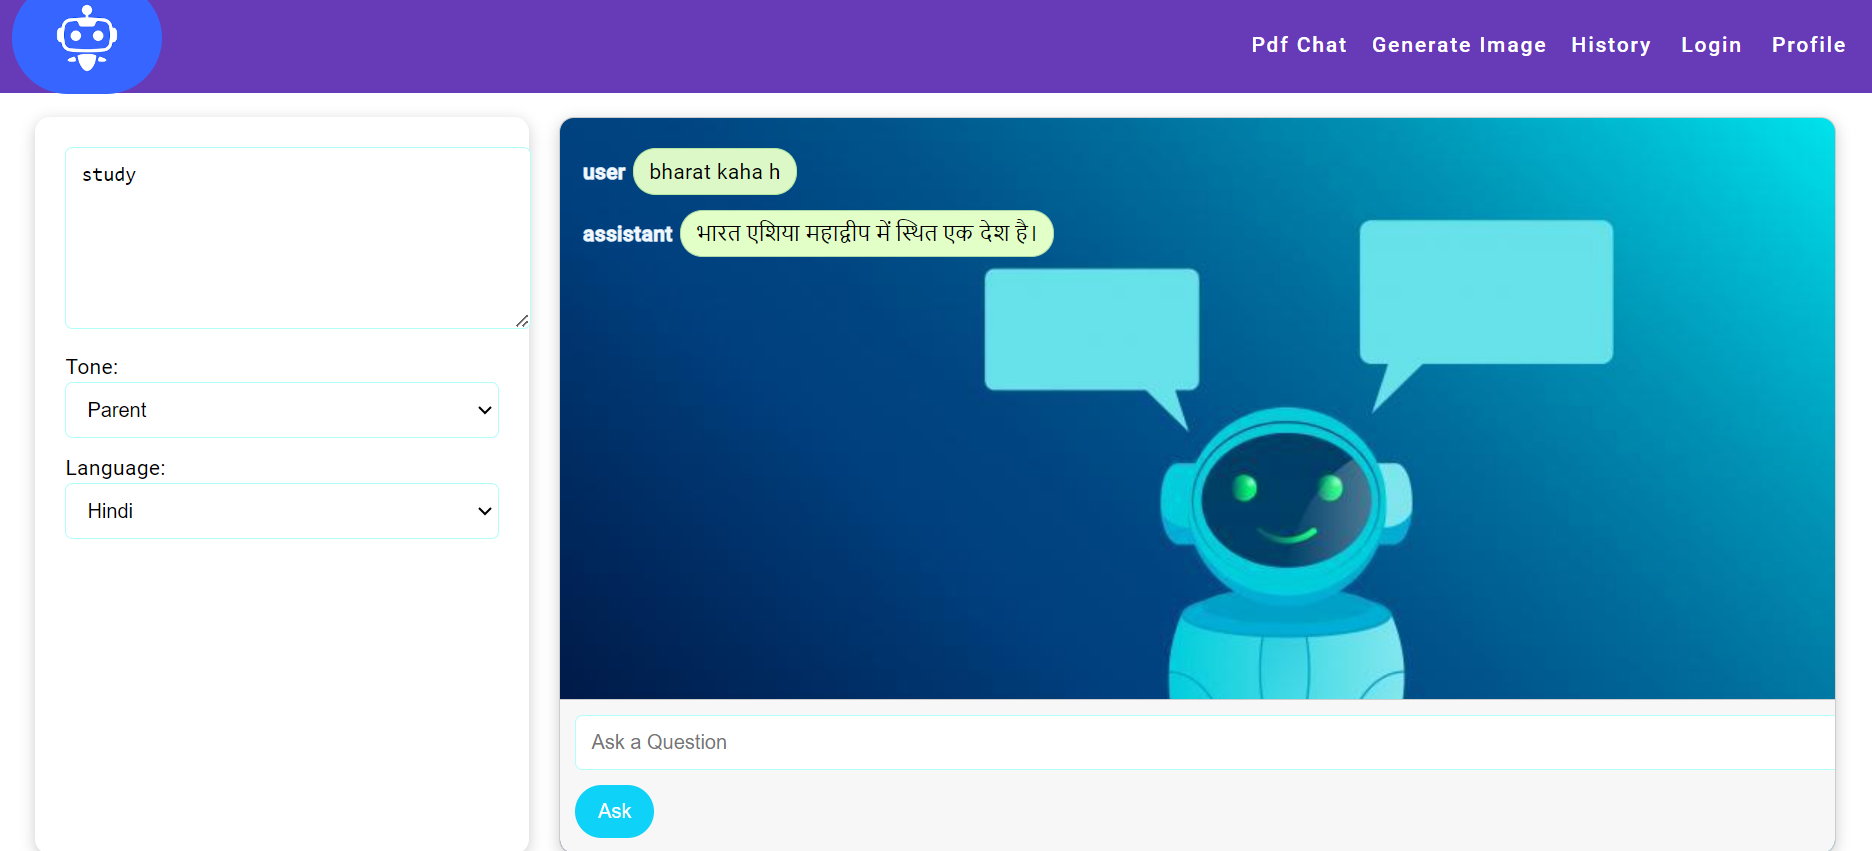 Pdf Chat Generate Image History Login Profile
study
Tone:
Parent
Language:
Hindi
user bharat kaha h
assistant भारत एशिया महाद्वीप में स्थित एक देश है।
Ask a Question
Ask